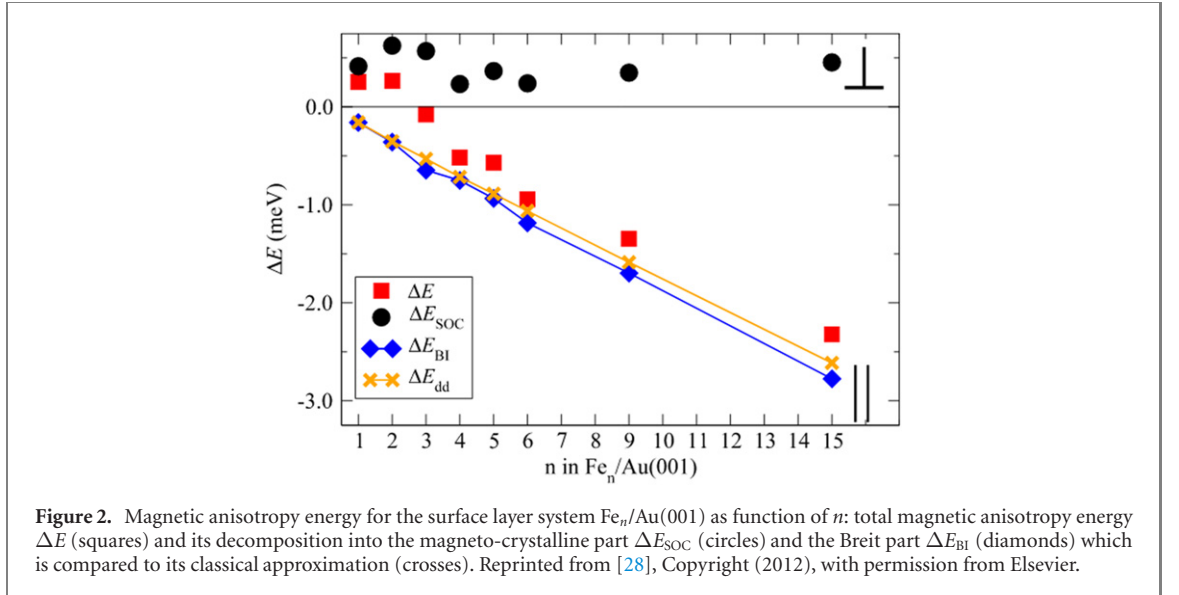 0.0
-1.0
-2.0
-3.0
ΔE (meV)
ΔE
ΔE_SOC
ΔE_BI
ΔE_dd
1 2 3 4 5 6 7 8 9 10 11 12 13 14 15
n in Fe_n/Au(001)
Figure 2. Magnetic anisotropy energy for the surface layer system Fe_n/Au(001) as function of n: total magnetic anisotropy energy
ΔE (squares) and its decomposition into the magneto-crystalline part ΔE_SOC (circles) and the Breit part ΔE_BI (diamonds) which
is compared to its classical approximation (crosses). Reprinted from [28], Copyright (2012), with permission from Elsevier.